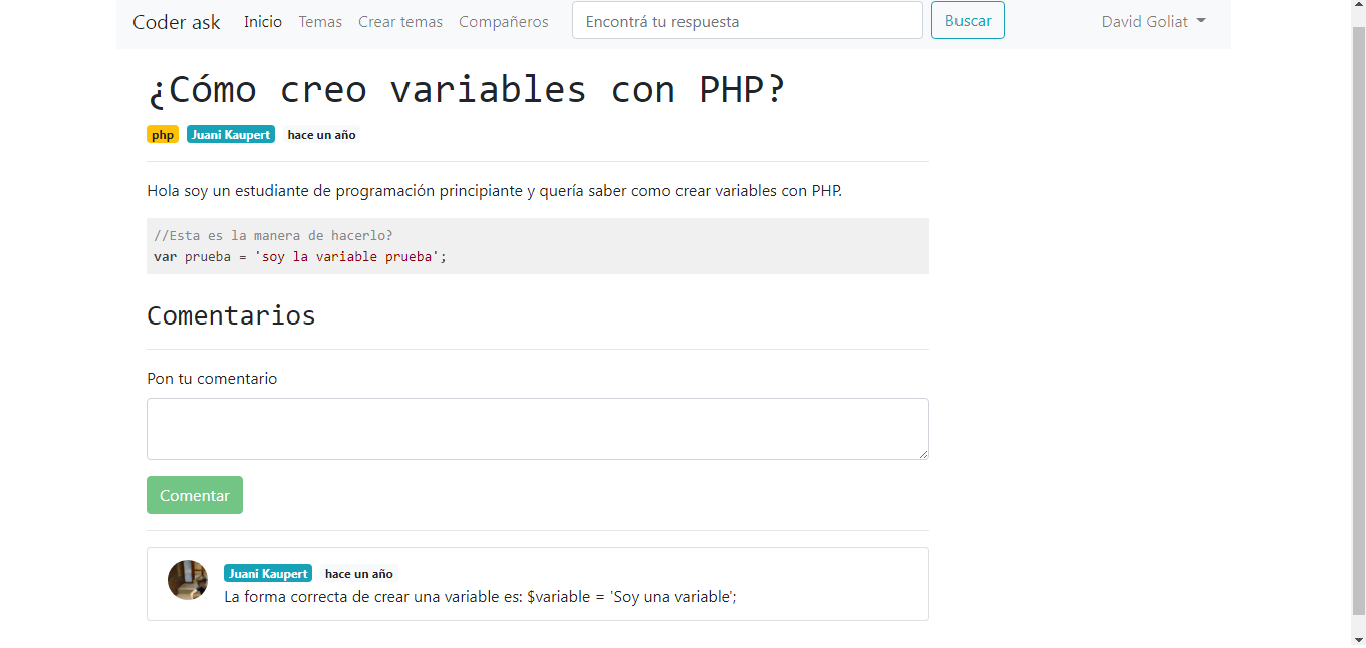 Coder ask Inicio Temas Crear temas Compañeros Encontrá tu respuesta Buscar David Goliat
¿Cómo creo variables con PHP?
php Juani Kaupert hace un año
Hola soy un estudiante de programación principiante y quería saber como crear variables con PHP.
//Esta es la manera de hacerlo?
var prueba = 'soy la variable prueba';
Comentarios
Pon tu comentario
Comentar
Juani Kaupert hace un año
La forma correcta de crear una variable es: $variable = 'Soy una variable';